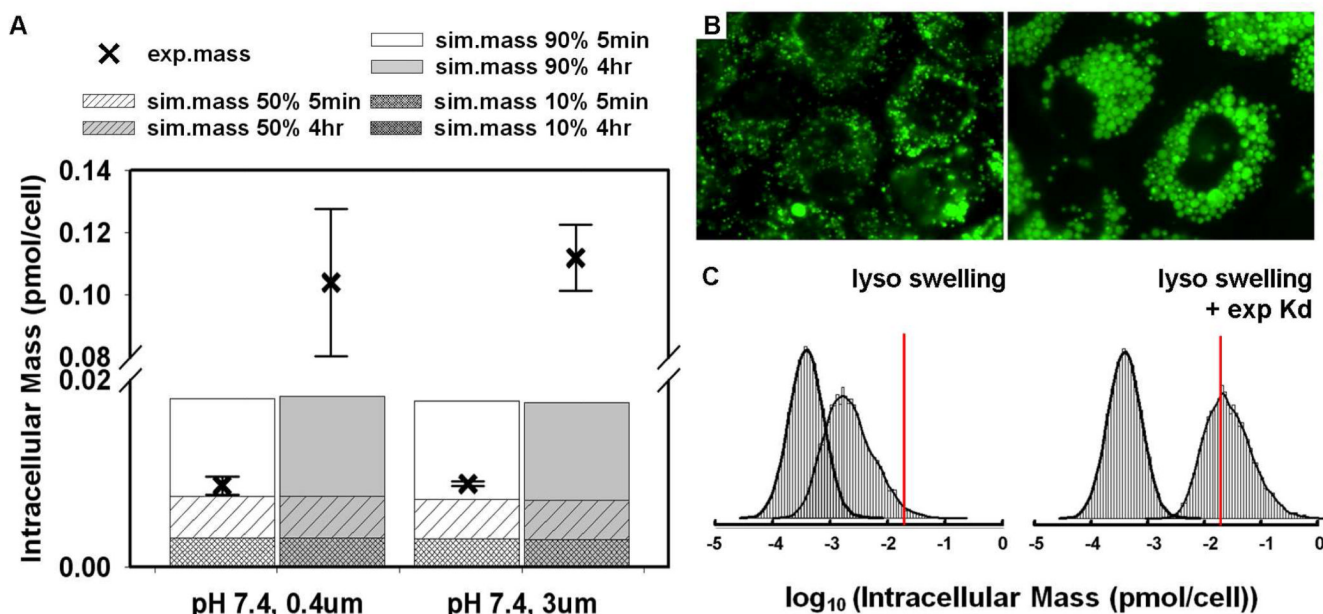 A
exp.mass
sim.mass 90% 5min
sim.mass 90% 4hr
sim.mass 50% 5min
sim.mass 10% 5min
sim.mass 50% 4hr
sim.mass 10% 4hr
Intracellular Mass (pmol/cell)
0.14
0.12
0.10
0.08
0.02
0.00
pH 7.4, 0.4um
pH 7.4, 3um
B
C
lyso swelling
lyso swelling
+ exp Kd
-5 -4 -3 -2 -1 0
-5 -4 -3 -2 -1 0
log₁₀ (Intracellular Mass (pmol/cell))